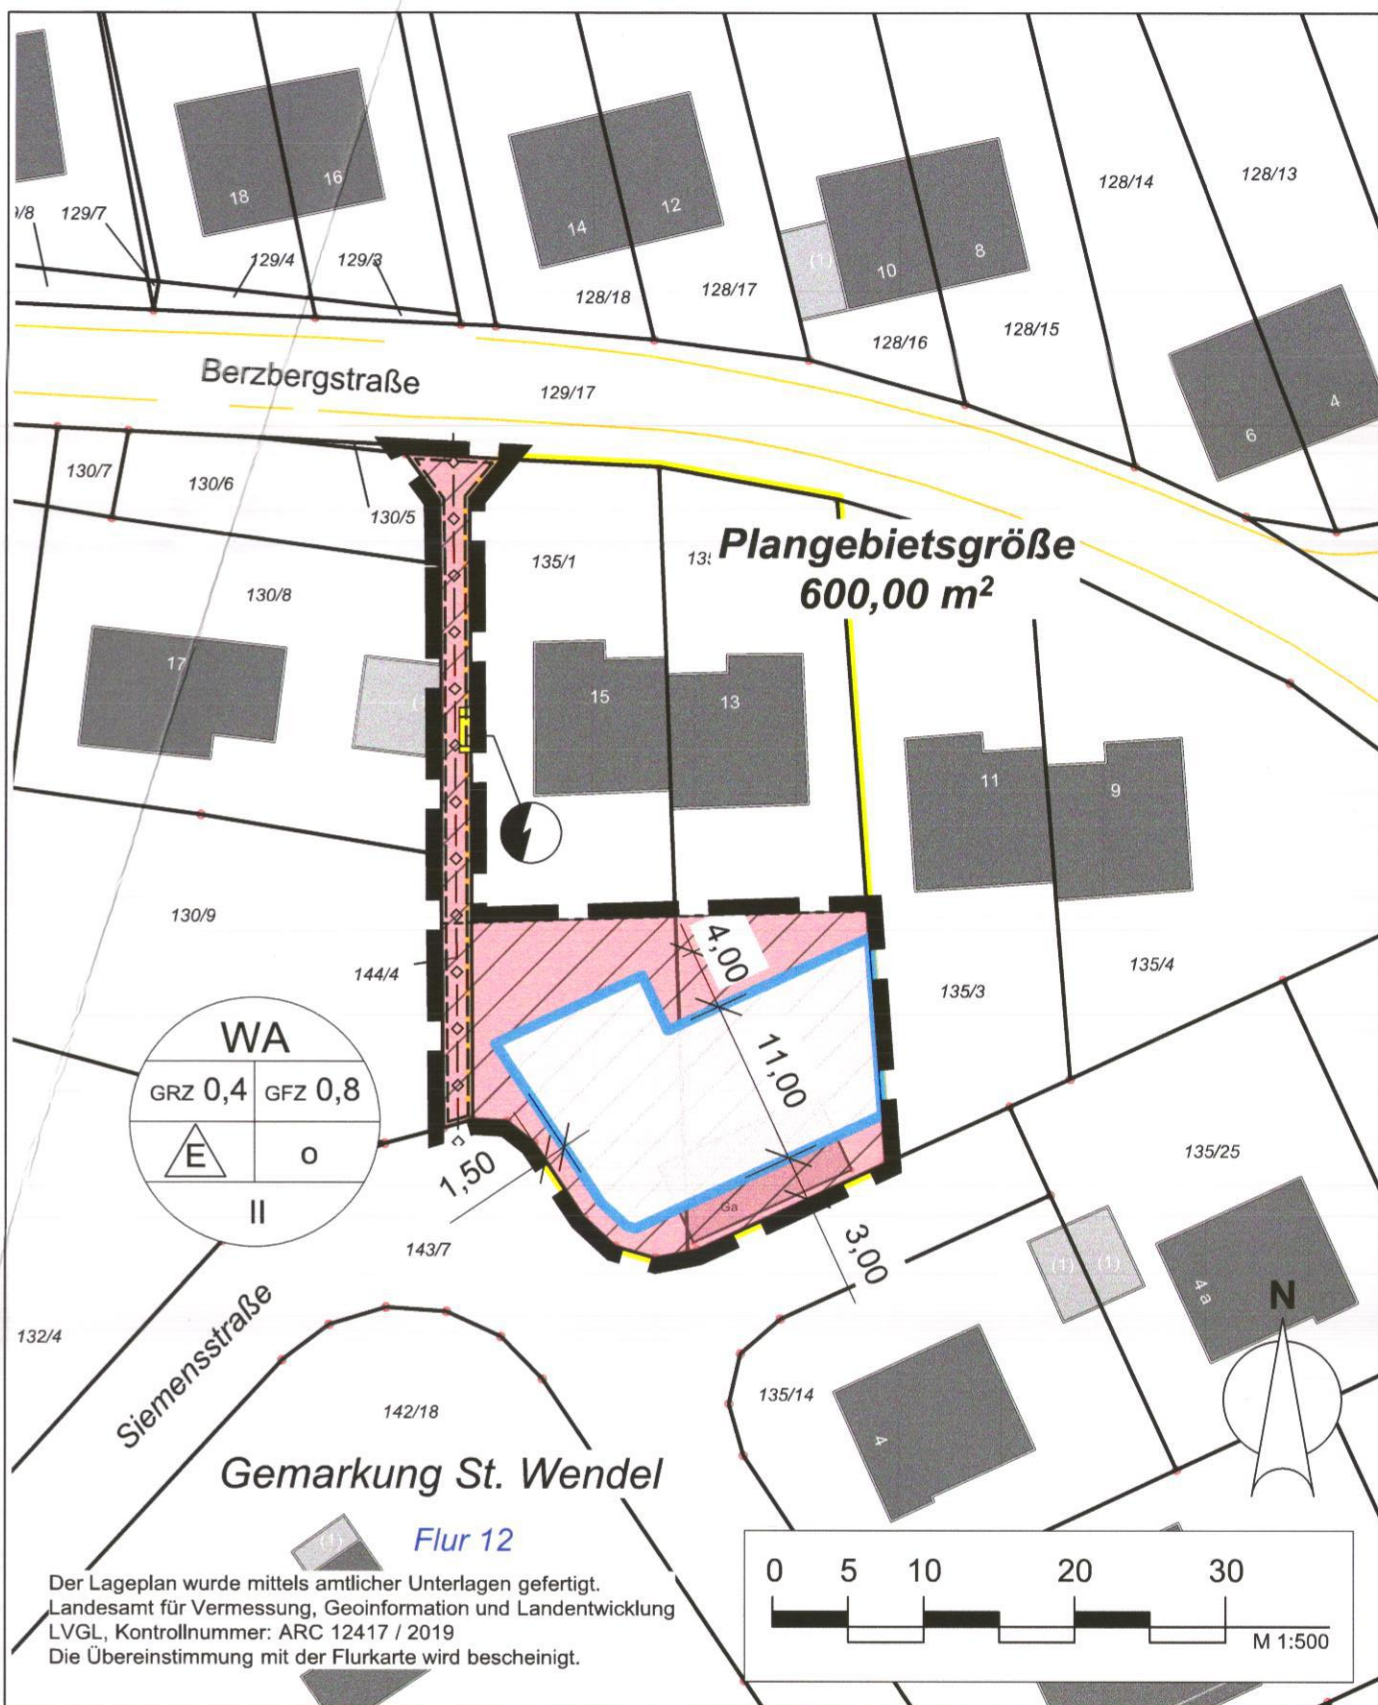 18
16
14
12
(1)
10
8
6
4
128/14
128/13
129/7
129/4
129/3
128/18
128/17
128/16
128/15
Berzbergstraße
129/17
130/7
130/6
130/5
130/8
135/1
Plangebietsgröße
600,00 m²
17
15
13
11
9
130/9
144/4
4,00
11,00
135/3
135/4
WA
GRZ 0,4
GFZ 0,8
E
o
II
1,50
Ga
3,00
143/7
135/25
132/4
Siemensstraße
142/18
135/14
(1)
(1)
4 a
4
N
Gemarkung St. Wendel
Flur 12
(1)
Der Lageplan wurde mittels amtlicher Unterlagen gefertigt.
Landesamt für Vermessung, Geoinformation und Landentwicklung
LVGL, Kontrollnummer: ARC 12417 / 2019
Die Übereinstimmung mit der Flurkarte wird bescheinigt.
0 5 10 20 30
M 1:500